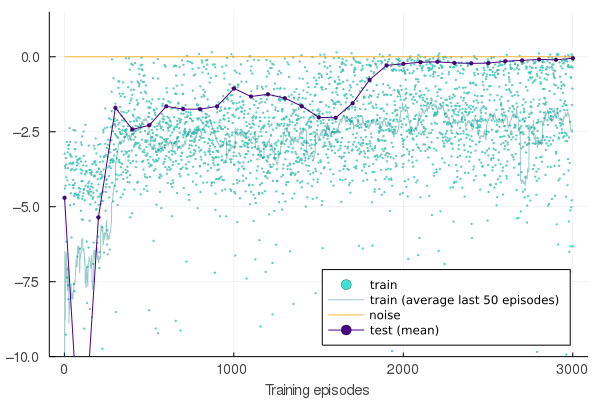 0.0
−2.5
−5.0
−7.5
−10.0
0
1000
2000
3000
Training episodes
train
train (average last 50 episodes)
noise
test (mean)